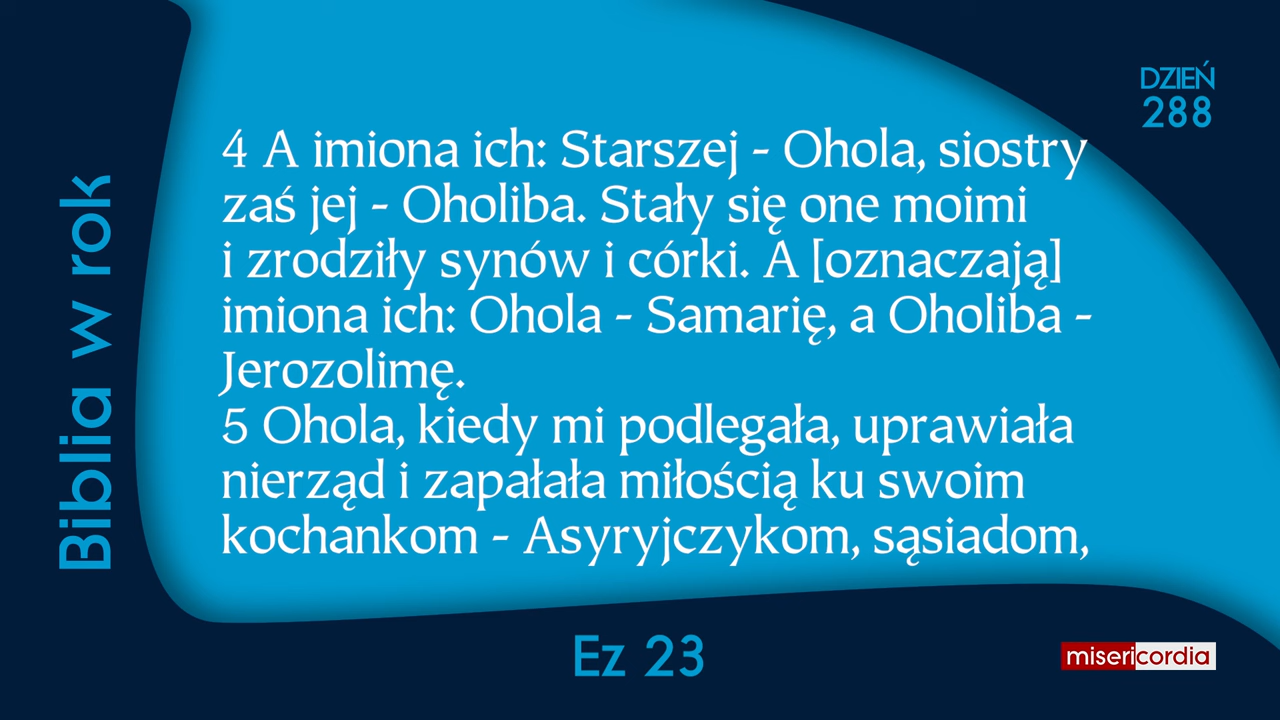 DZIEŃ
288
4 A imiona ich: Starszej - Ohola, siostry
zaś jej - Oholiba. Stały się one moimi
i zrodziły synów i córki. A [oznaczają]
imiona ich: Ohola - Samarię, a Oholiba -
Jerozolimę.
5 Ohola, kiedy mi podlegała, uprawiała
nierząd i zapałała miłością ku swoim
kochankom - Asyryjczykom, sąsiadom,
Biblia w rok
Ez 23
misericordia